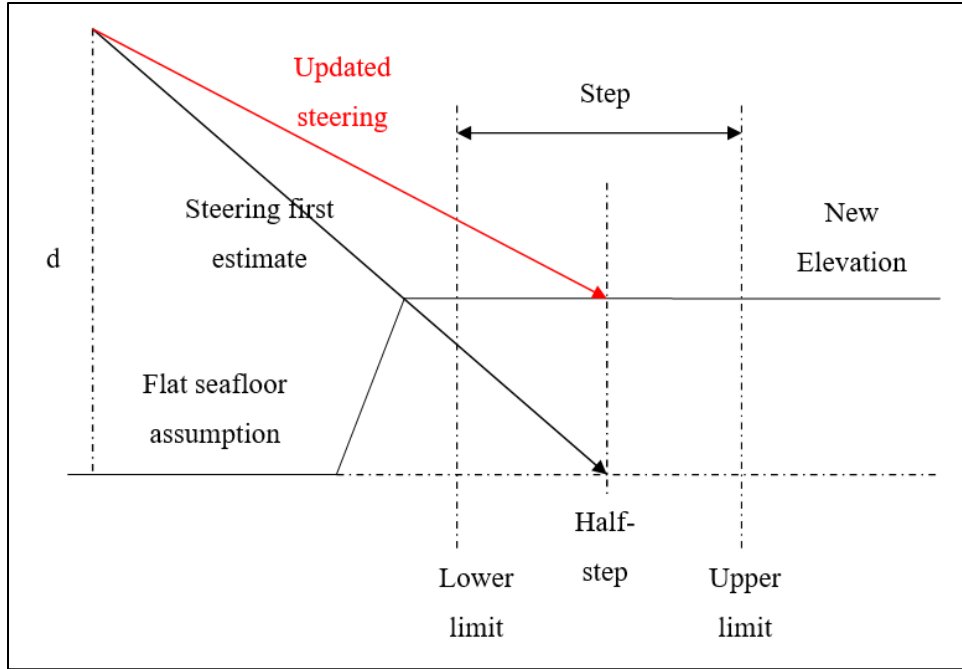 Updated
steering
Step
Steering first
estimate
New
Elevation
d
Flat seafloor
assumption
Half-
step
Lower
limit
Upper
limit